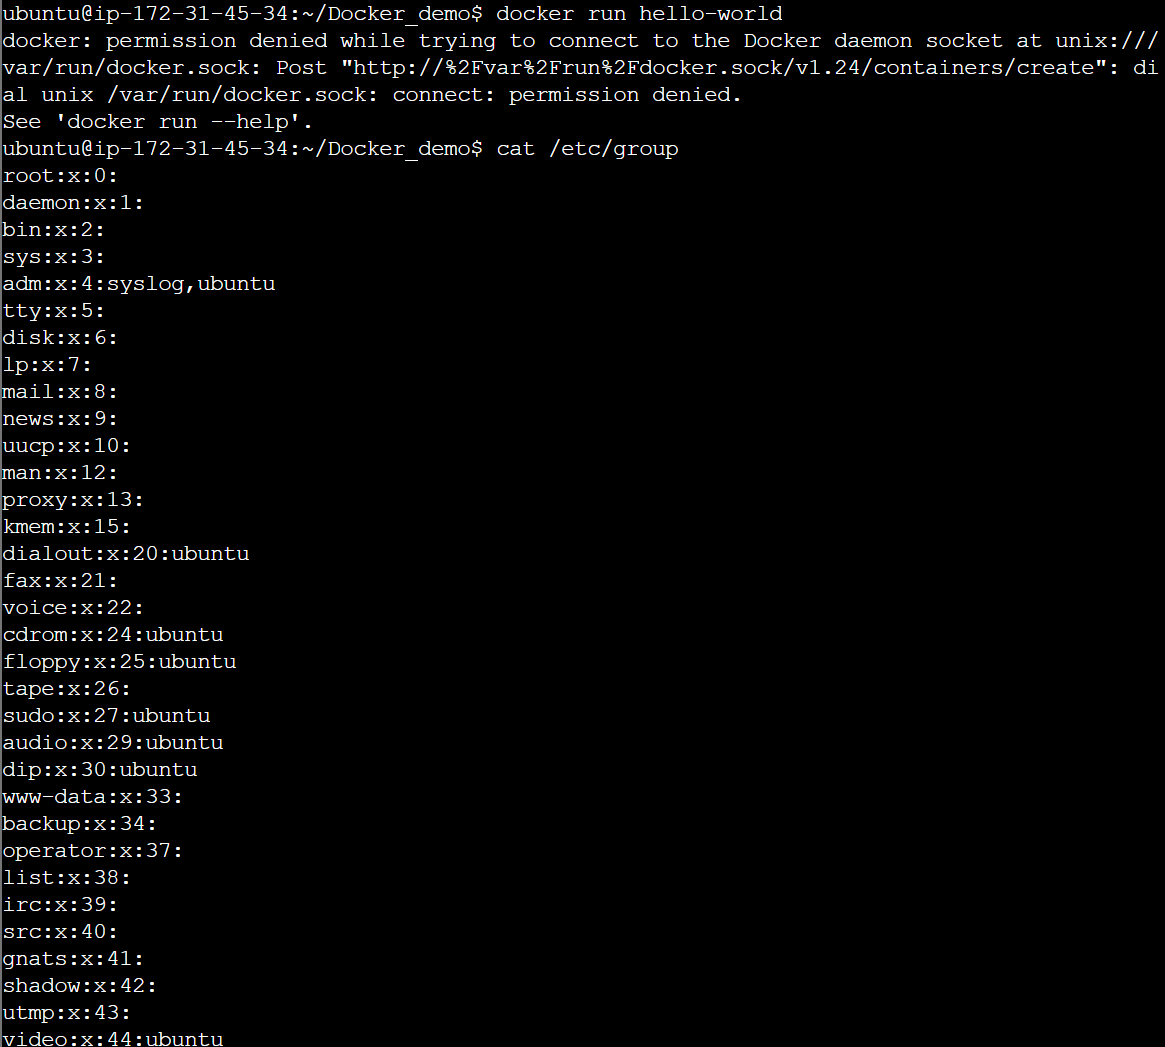 ubuntu@ip-172-31-45-34:~/Docker_demo$ docker run hello-world
docker: permission denied while trying to connect to the Docker daemon socket at unix:///
var/run/docker.sock: Post "http://%2Fvar%2Frun%2Fdocker.sock/v1.24/containers/create": di
al unix /var/run/docker.sock: connect: permission denied.
See 'docker run --help'.
ubuntu@ip-172-31-45-34:~/Docker_demo$ cat /etc/group
root:x:0:
daemon:x:1:
bin:x:2:
sys:x:3:
adm:x:4:syslog,ubuntu
tty:x:5:
disk:x:6:
lp:x:7:
mail:x:8:
news:x:9:
uucp:x:10:
man:x:12:
proxy:x:13:
kmem:x:15:
dialout:x:20:ubuntu
fax:x:21:
voice:x:22:
cdrom:x:24:ubuntu
floppy:x:25:ubuntu
tape:x:26:
sudo:x:27:ubuntu
audio:x:29:ubuntu
dip:x:30:ubuntu
www-data:x:33:
backup:x:34:
operator:x:37:
list:x:38:
irc:x:39:
src:x:40:
gnats:x:41:
shadow:x:42:
utmp:x:43:
video:x:44:ubuntu